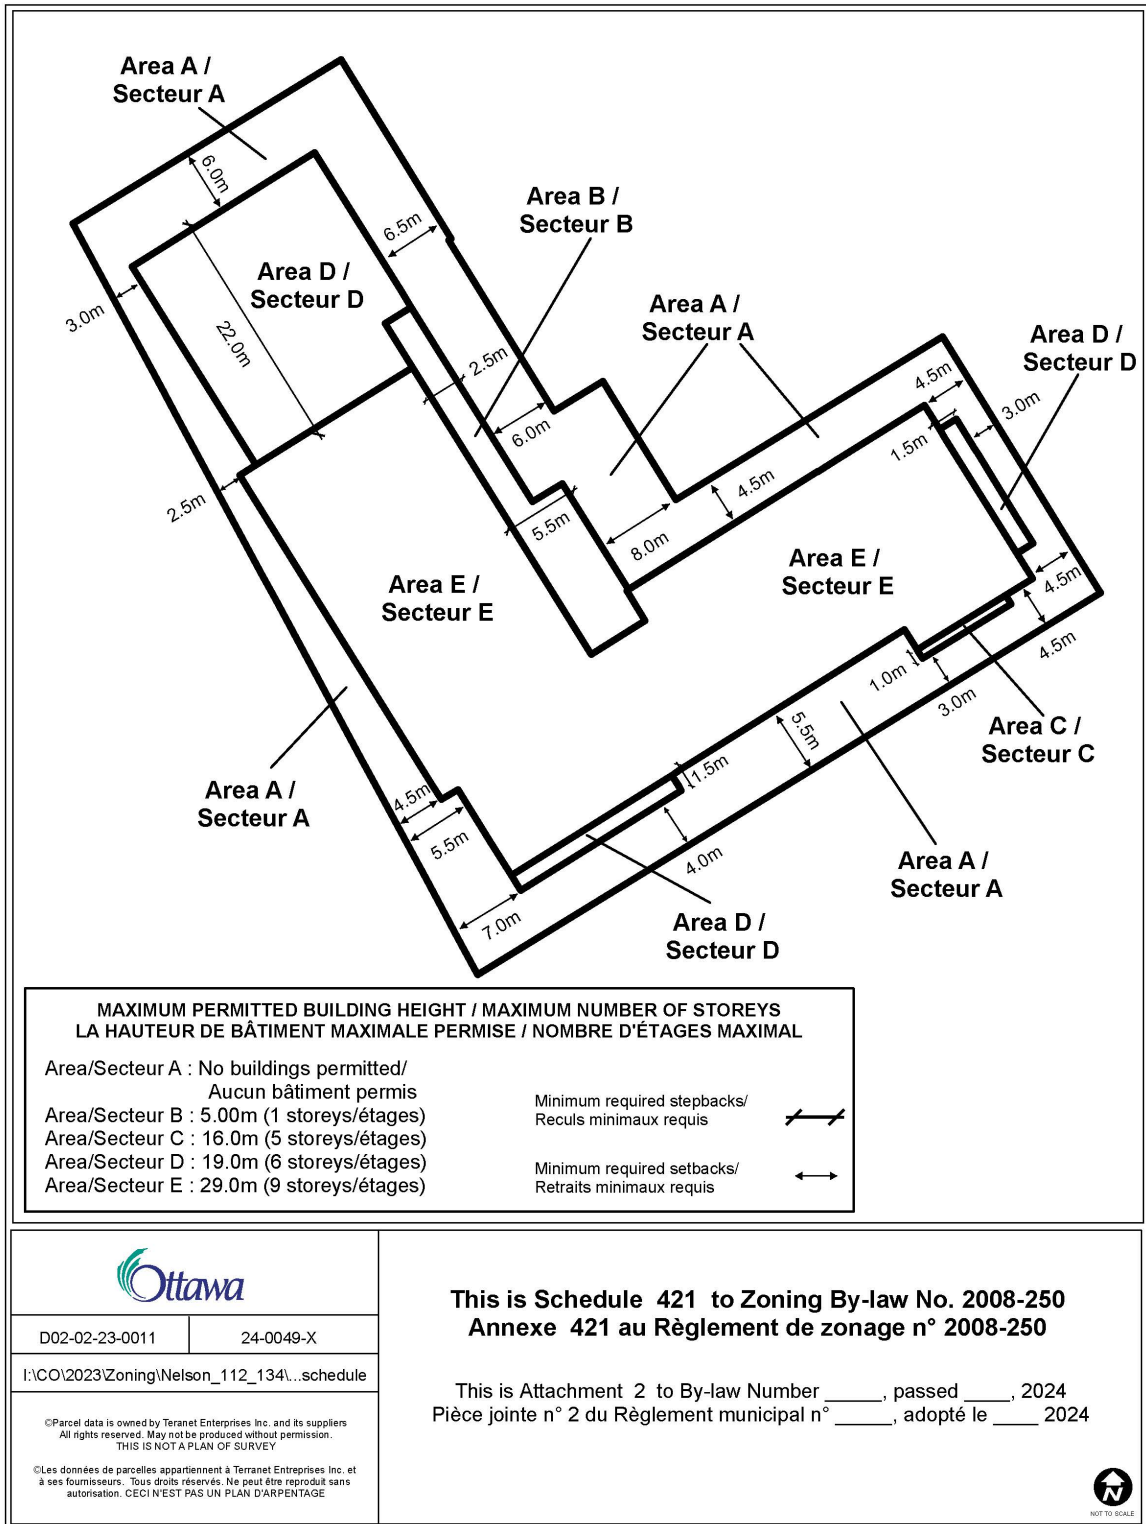 Area A /
Secteur A
6.0m
Area B /
Secteur B
6.5m
Area D /
Secteur D
3.0m
22.0m
Area A /
Secteur A
Area D /
Secteur D
2.5m
4.5m
3.0m
6.0m
1.5m
4.5m
2.5m
5.5m
8.0m
Area E /
Secteur E
Area E /
Secteur E
4.5m
4.5m
1.0m
3.0m
5.5m
Area C /
Secteur C
1.5m
Area A /
Secteur A
4.5m
5.5m
4.0m
Area A /
Secteur A
7.0m
Area D /
Secteur D
MAXIMUM PERMITTED BUILDING HEIGHT / MAXIMUM NUMBER OF STOREYS
LA HAUTEUR DE BÂTIMENT MAXIMALE PERMISE / NOMBRE D'ÉTAGES MAXIMAL
Area/Secteur A : No buildings permitted/
Aucun bâtiment permis
Area/Secteur B : 5.00m (1 storeys/étages)
Area/Secteur C : 16.0m (5 storeys/étages)
Area/Secteur D : 19.0m (6 storeys/étages)
Area/Secteur E : 29.0m (9 storeys/étages)
Minimum required stepbacks/
Reculs minimaux requis
Minimum required setbacks/
Retraits minimaux requis
Ottawa
D02-02-23-0011 24-0049-X
I:\CO\2023\Zoning\Nelson_112_134\...schedule
©Parcel data is owned by Teranet Enterprises Inc. and its suppliers
All rights reserved. May not be produced without permission.
THIS IS NOT A PLAN OF SURVEY
©Les données de parcelles appartiennent à Terranet Entreprises Inc. et
à ses fournisseurs. Tous droits réservés. Ne peut être reproduit sans
autorisation. CECI N'EST PAS UN PLAN D'ARPENTAGE
This is Schedule 421 to Zoning By-law No. 2008-250
Annexe 421 au Règlement de zonage n° 2008-250
This is Attachment 2 to By-law Number _____, passed ____, 2024
Pièce jointe n° 2 du Règlement municipal n° _____, adopté le ____ 2024
N
NOT TO SCALE